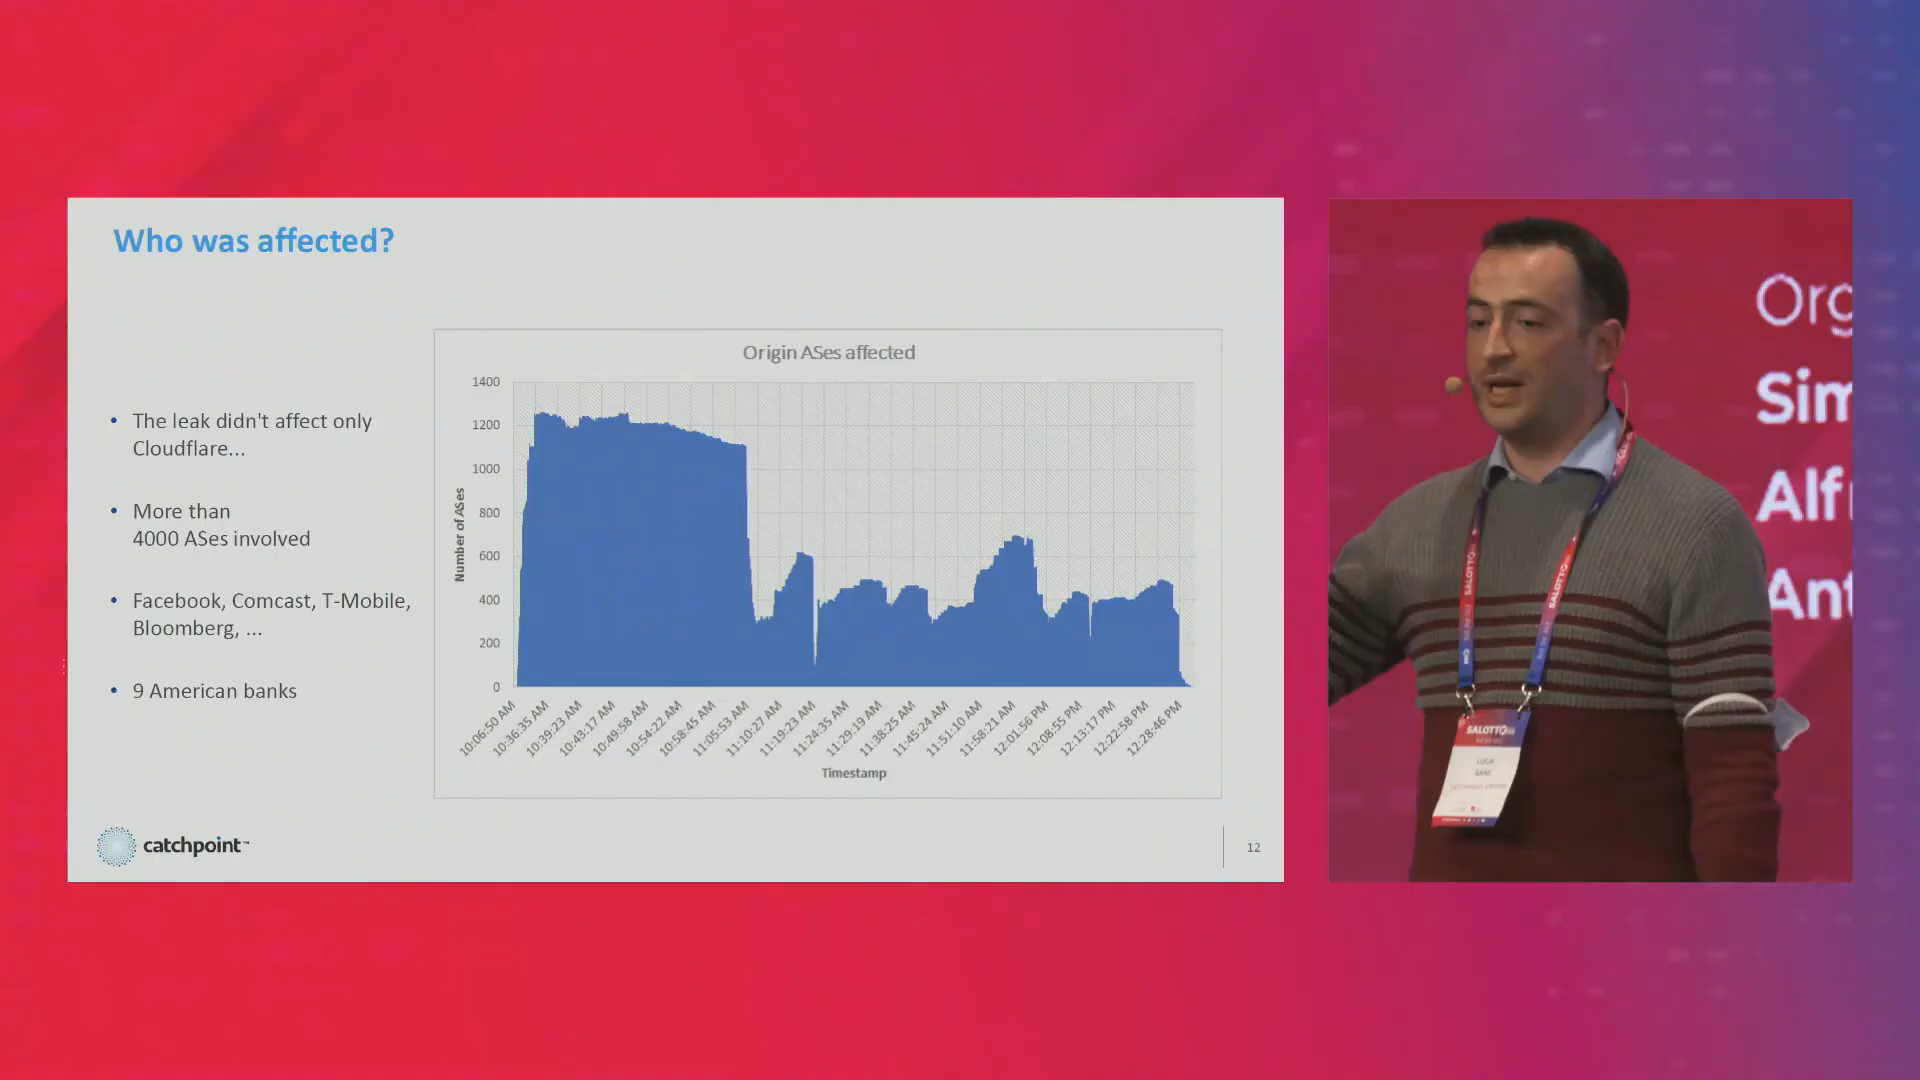 Who was affected?
The leak didn't affect only
Cloudflare...
More than
4000 ASes involved
Facebook, Comcast, T-Mobile,
Bloomberg, ...
9 American banks
Origin ASes affected
1400
1200
1000
800
600
400
200
0
Number of ASes
10:06:50 AM
10:36:35 AM
10:39:23 AM
10:43:17 AM
10:49:58 AM
10:54:22 AM
10:58:45 AM
11:05:53 AM
11:10:27 AM
11:19:23 AM
11:24:35 AM
11:29:19 AM
11:38:25 AM
11:45:24 AM
11:51:10 AM
11:58:21 AM
12:01:56 PM
12:08:55 PM
12:13:17 PM
12:22:58 PM
12:28:46 PM
Timestamp
catchpoint™
12
Org
Sim
Alf
Ant
SALOTTO
SALOTTO
SALOTTO
LUCA
SANI